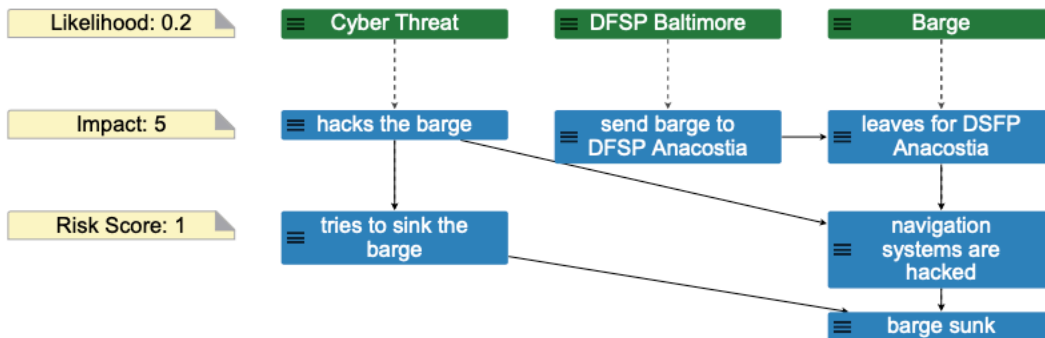 Likelihood: 0.2
Cyber Threat
DFSP Baltimore
Barge
Impact: 5
hacks the barge
send barge to
DFSP Anacostia
leaves for DSFP
Anacostia
Risk Score: 1
tries to sink the
barge
navigation
systems are
hacked
barge sunk